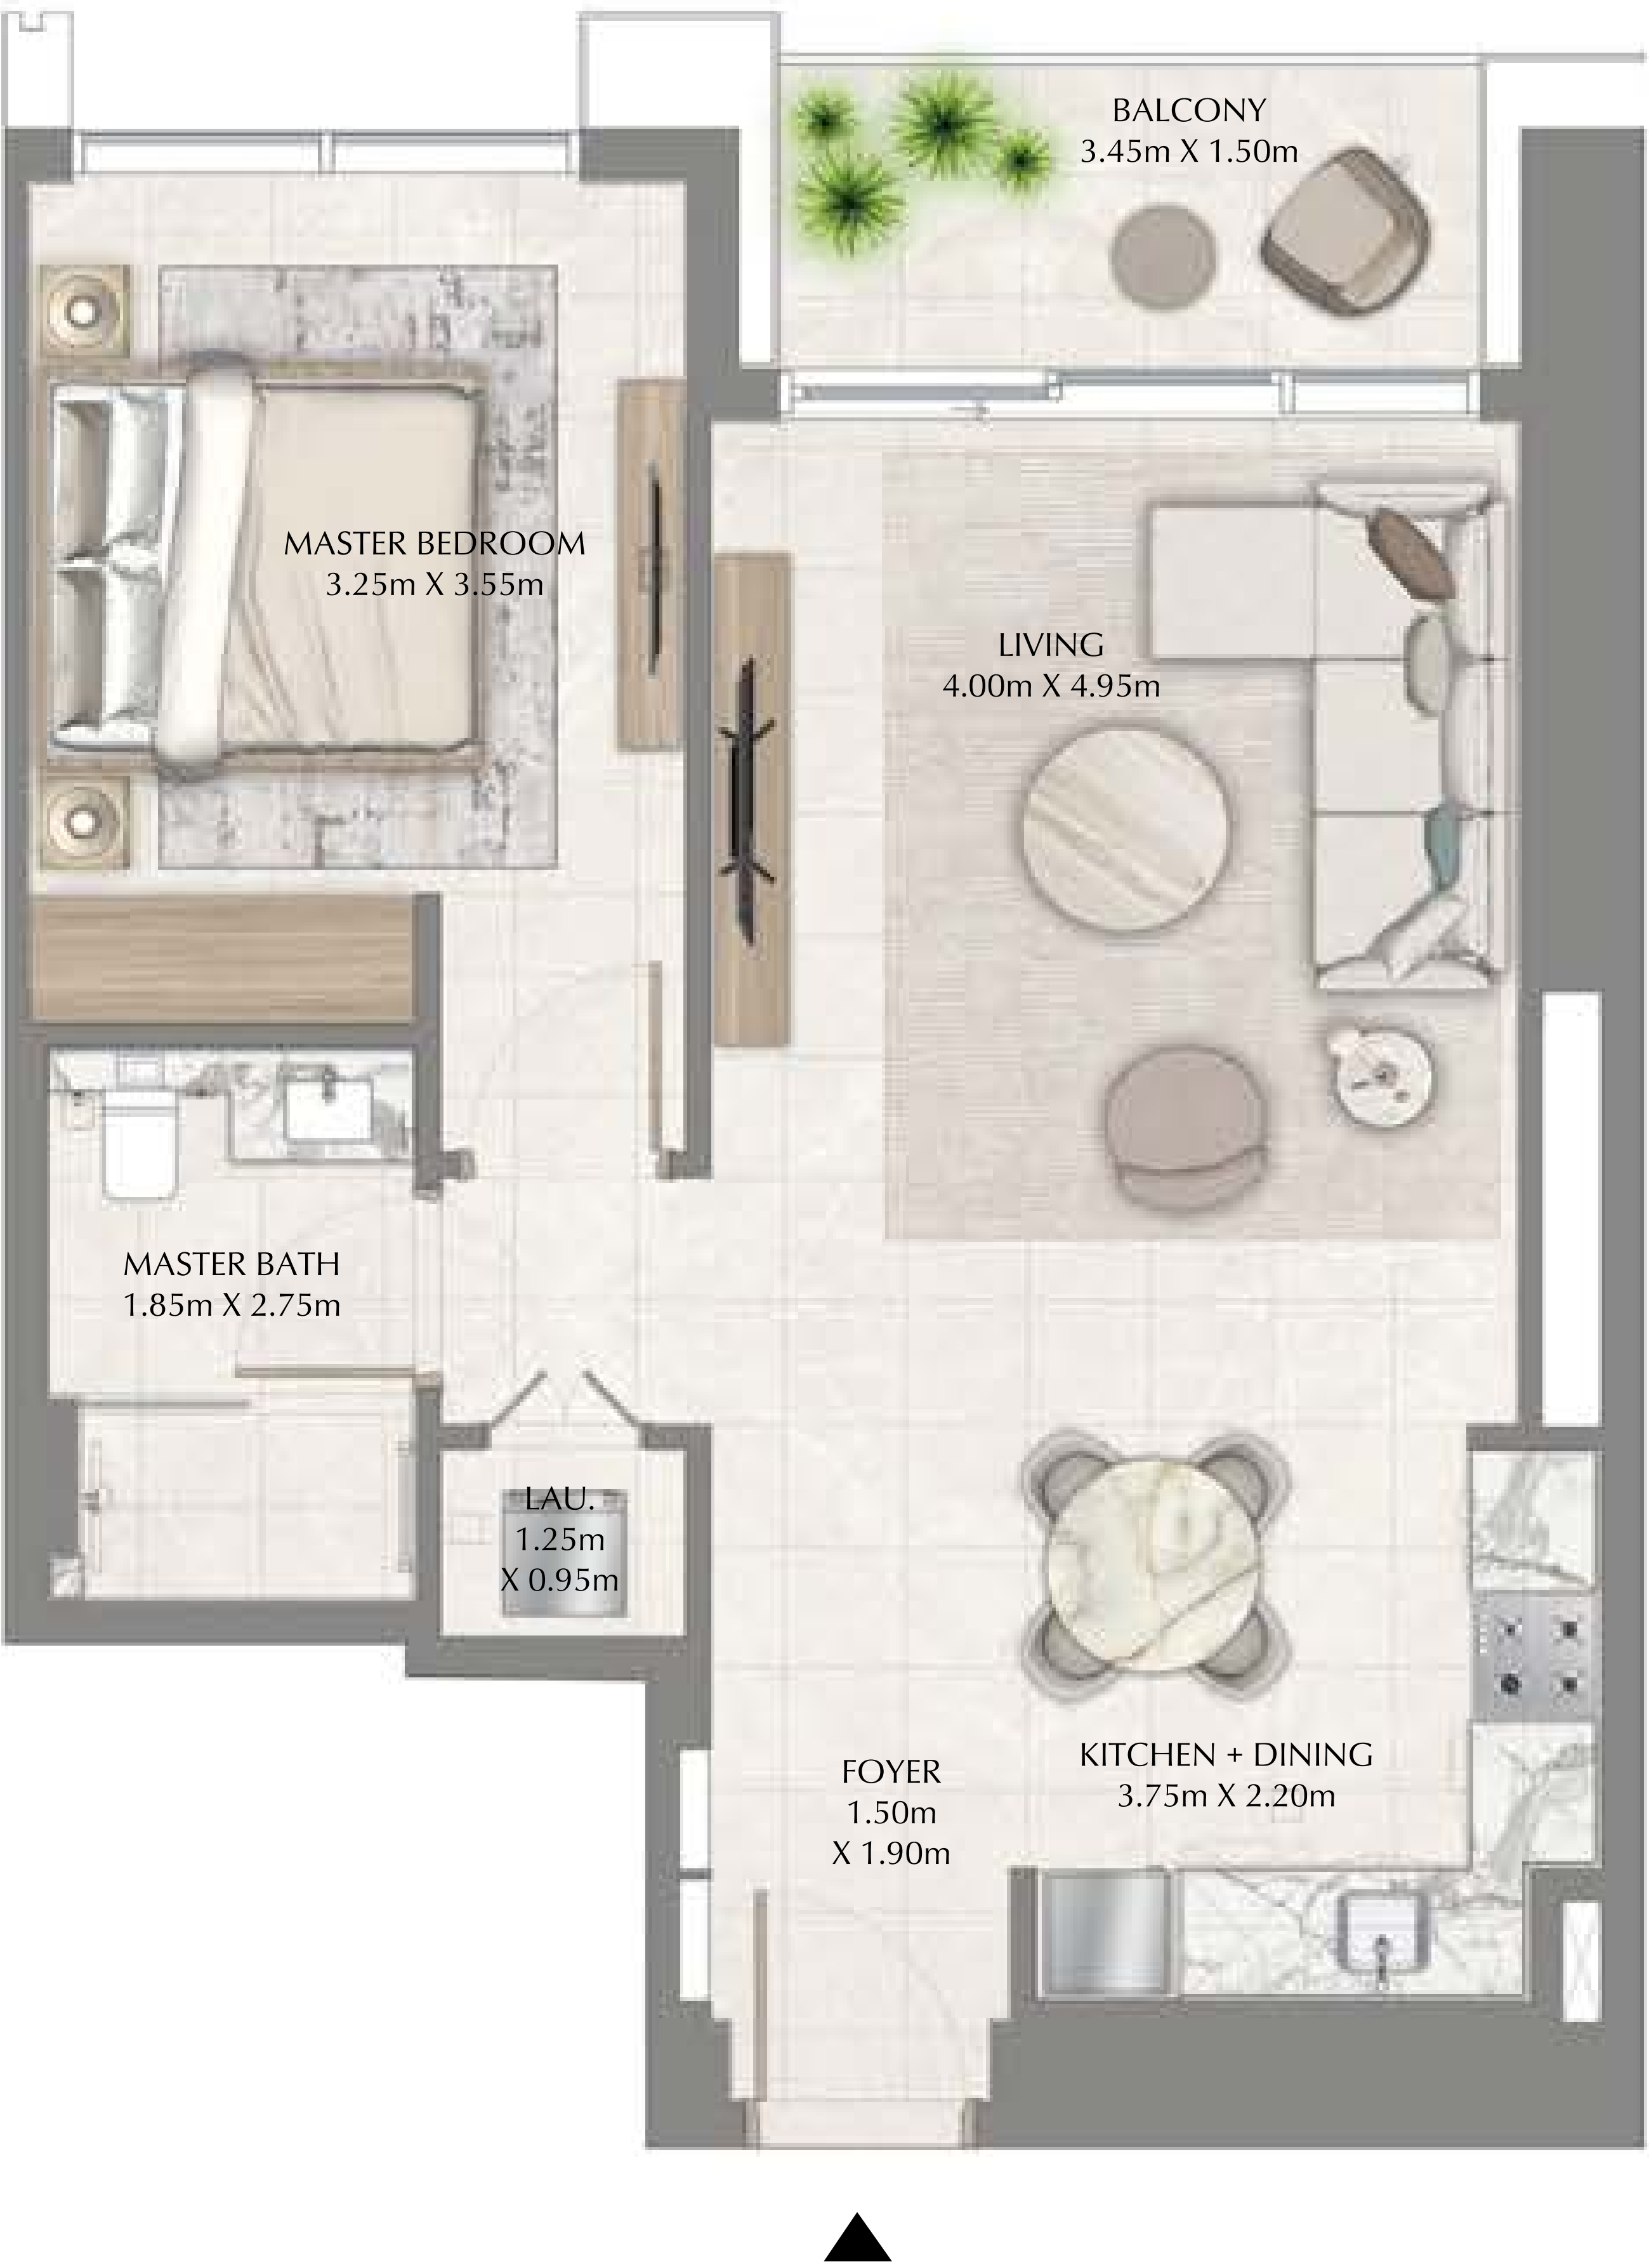 BALCONY
3.45m X 1.50m
MASTER BEDROOM
3.25m X 3.55m
LIVING
4.00m X 4.95m
MASTER BATH
1.85m X 2.75m
LAU.
1.25m
X 0.95m
FOYER
1.50m
X 1.90m
KITCHEN + DINING
3.75m X 2.20m